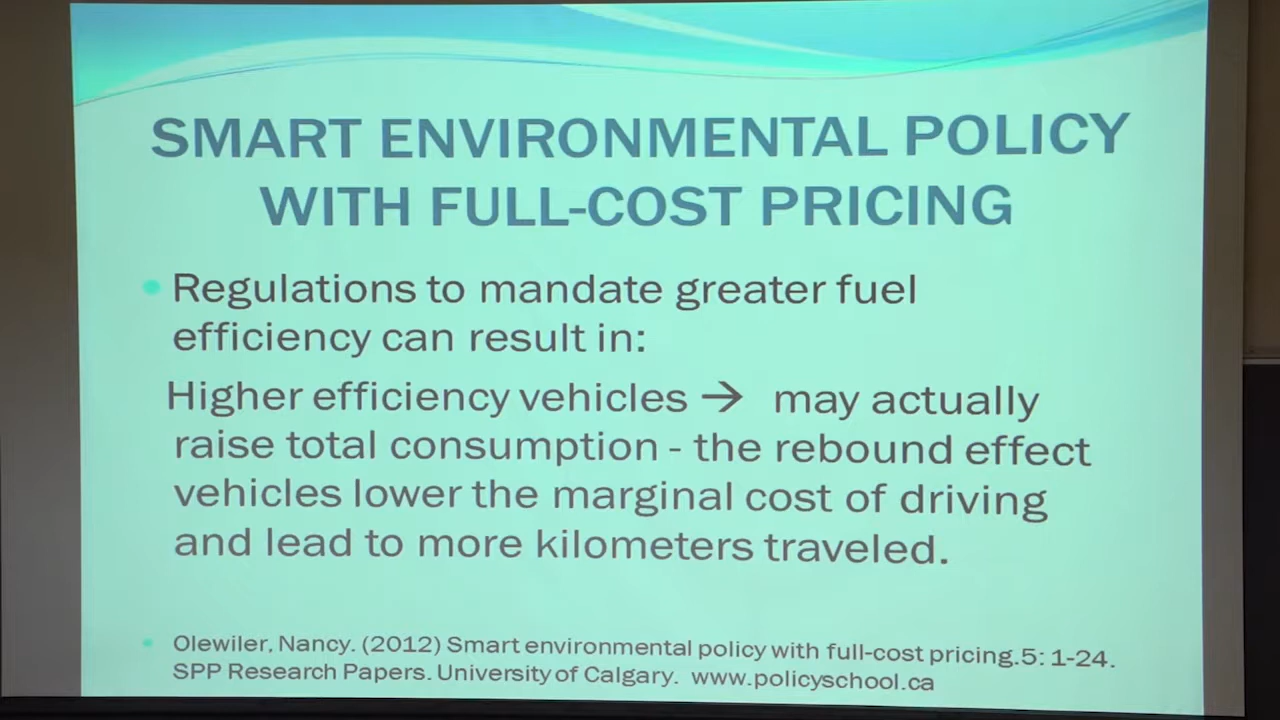 SMART ENVIRONMENTAL POLICY
WITH FULL-COST PRICING
Regulations to mandate greater fuel
efficiency can result in:
Higher efficiency vehicles → may actually
raise total consumption - the rebound effect
vehicles lower the marginal cost of driving
and lead to more kilometers traveled.
Olewiler, Nancy. (2012) Smart environmental policy with full-cost pricing.5: 1-24.
SPP Research Papers. University of Calgary. www.policyschool.ca